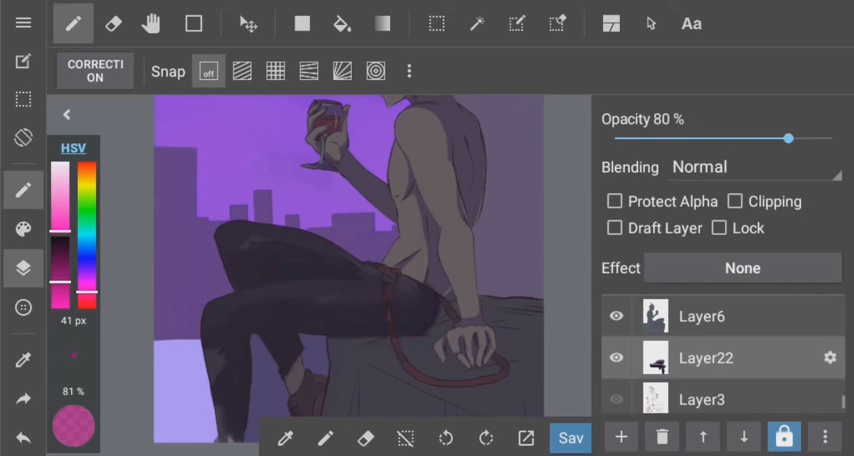 Aa
CORRECTI
ON
Snap
off
HSV
41 px
81 %
Opacity 80 %
Blending Normal
Protect Alpha Clipping
Draft Layer Lock
Effect None
Layer6
Layer22
Layer3
Sav